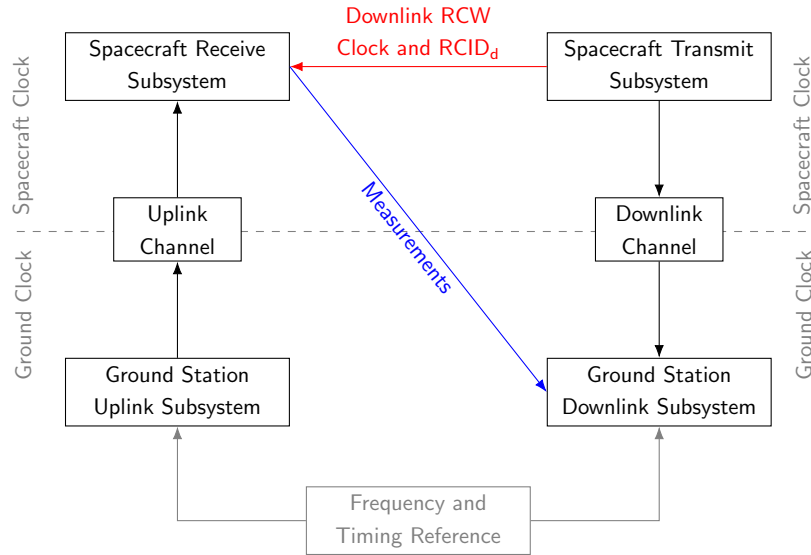 Downlink RCW
Clock and RCID_d
Spacecraft Receive
Subsystem
Spacecraft Transmit
Subsystem
Spacecraft Clock
Spacecraft Clock
Uplink
Channel
Measurements
Downlink
Channel
Ground Clock
Ground Clock
Ground Station
Uplink Subsystem
Ground Station
Downlink Subsystem
Frequency and
Timing Reference